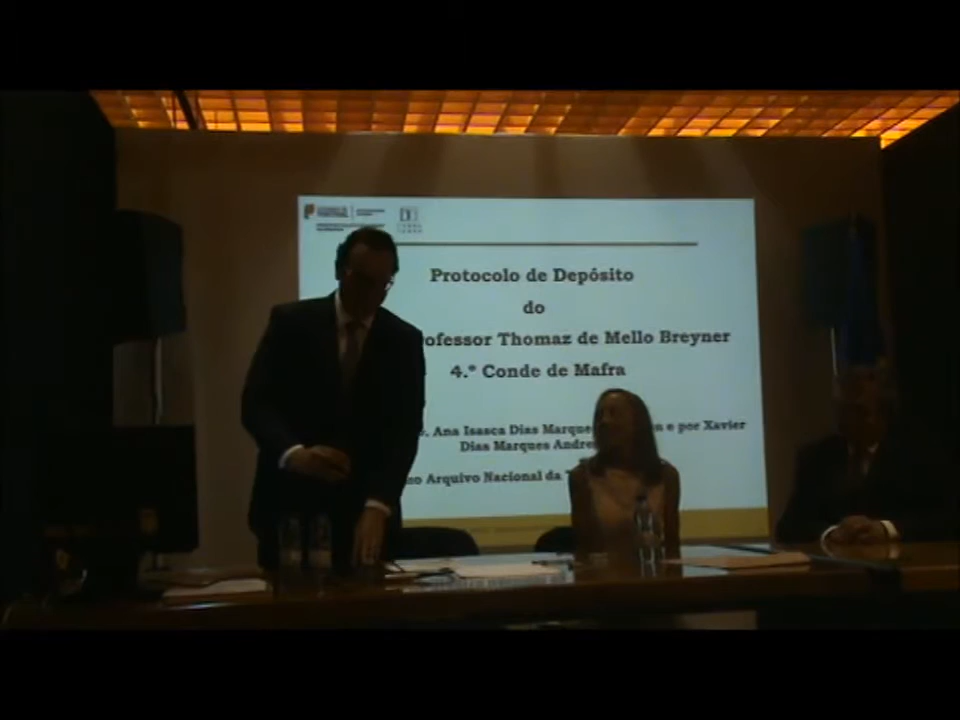 Protocolo de Depósito
do
ofessor Thomaz de Mello Breyner
4.º Conde de Mafra
Ana Isasca Dias Marque e por Xavier
Dias Marques Andre
no Arquivo Nacional da